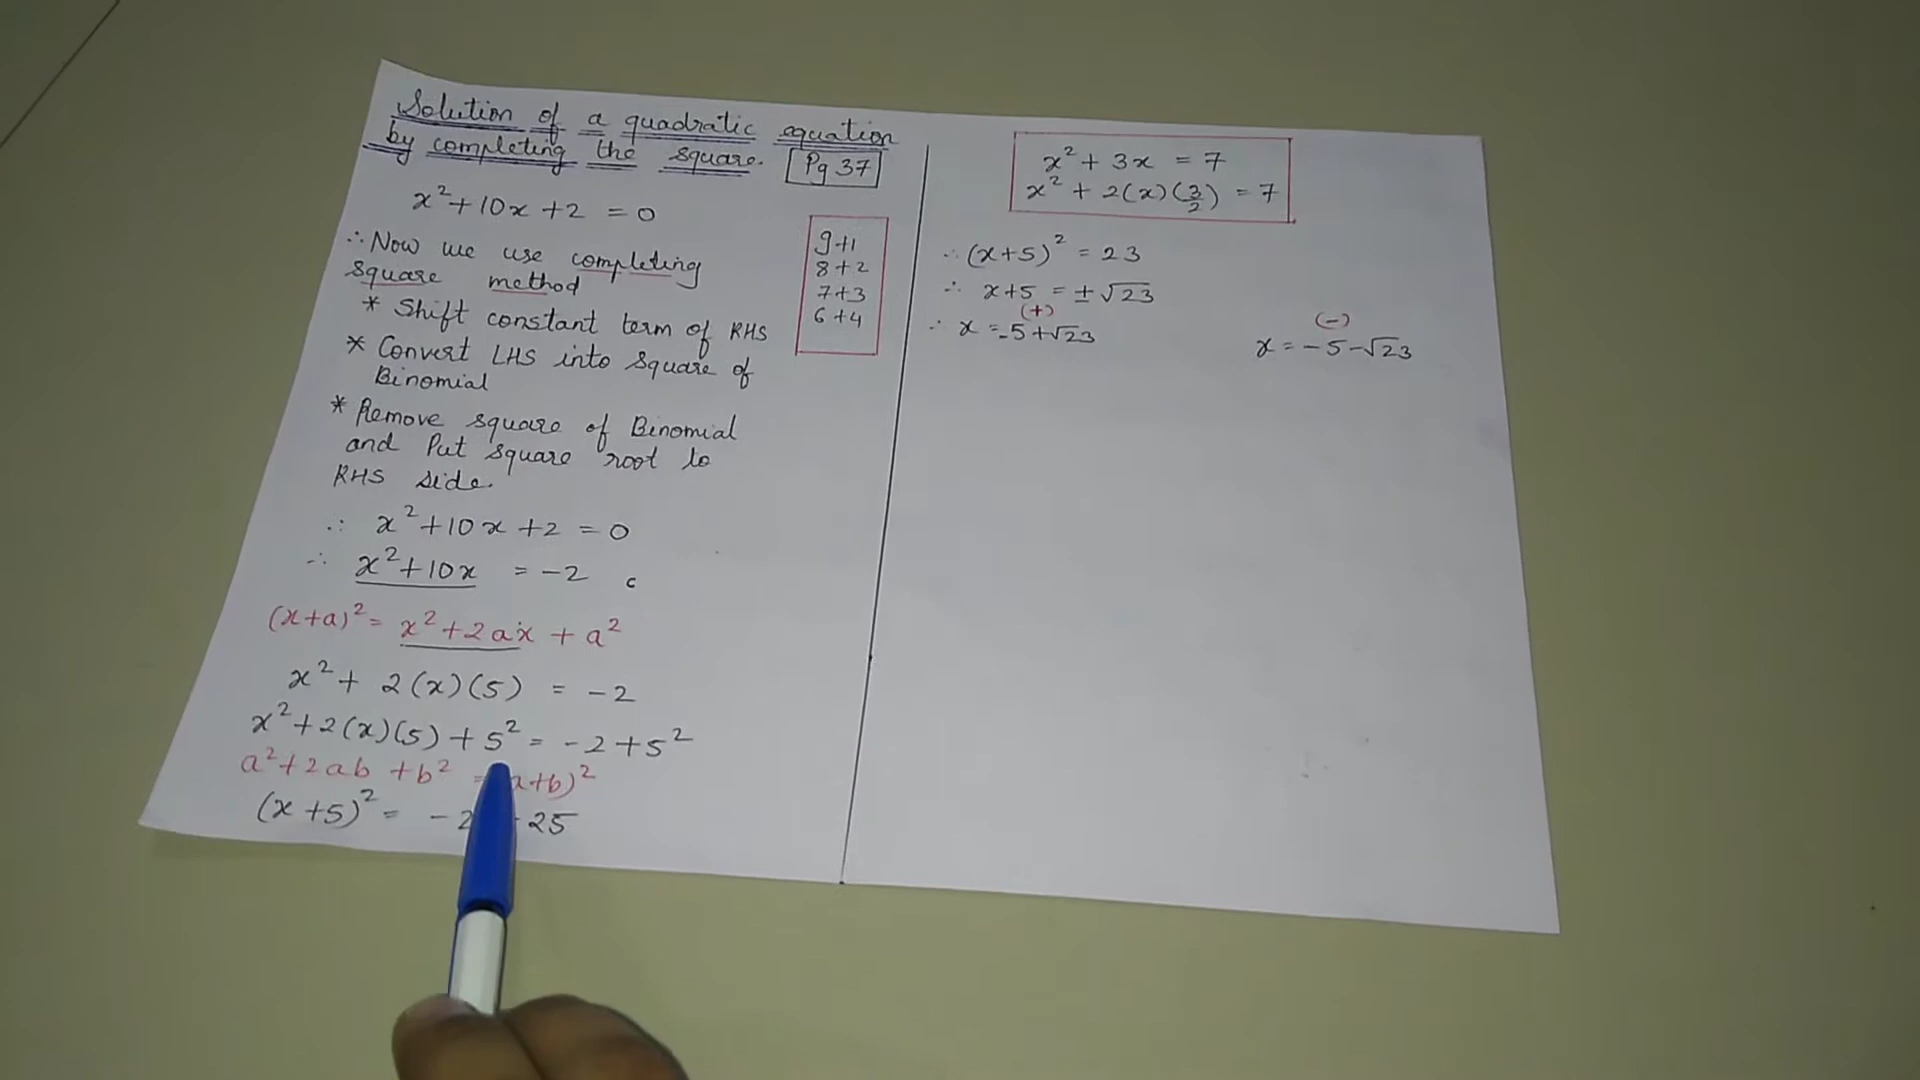 Solution of a quadratic equation
by completing the square. Pg 37
x² + 10x + 2 = 0
∴ Now we use completing
square method
* Shift constant term of RHS
* Convert LHS into square of
Binomial
* Remove square of Binomial
and Put square root to
RHS side.
9+1
8+2
7+3
6+4
∴ x² + 10x + 2 = 0
∴ x² + 10x = -2 c
(x+a)² = x² + 2ax + a²
x² + 2(x)(5) = -2
x² + 2(x)(5) + 5² = -2 + 5²
a² + 2ab + b² = a+b)²
(x+5)² = -2 25
x² + 3x = 7
x² + 2(x)(3/2) = 7
∴ (x+5)² = 23
∴ x+5 = ±√23
(+)
∴ x = -5+√23
(-)
x = -5-√23